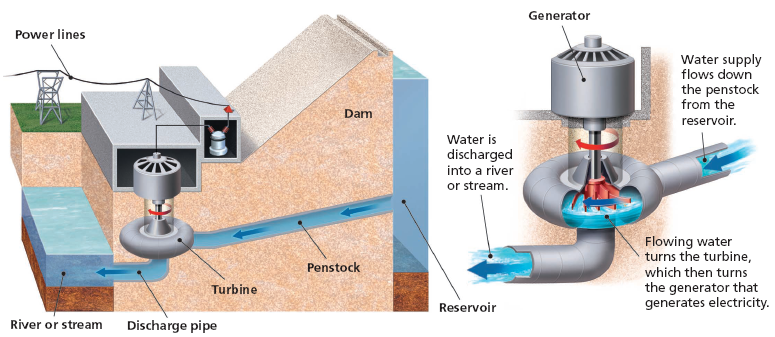 Power lines
Dam
Penstock
Turbine
Reservoir
River or stream
Discharge pipe
Generator
Water supply
flows down
the penstock
from the
reservoir.
Water is
discharged
into a river
or stream.
Flowing water
turns the turbine,
which then turns
the generator that
generates electricity.